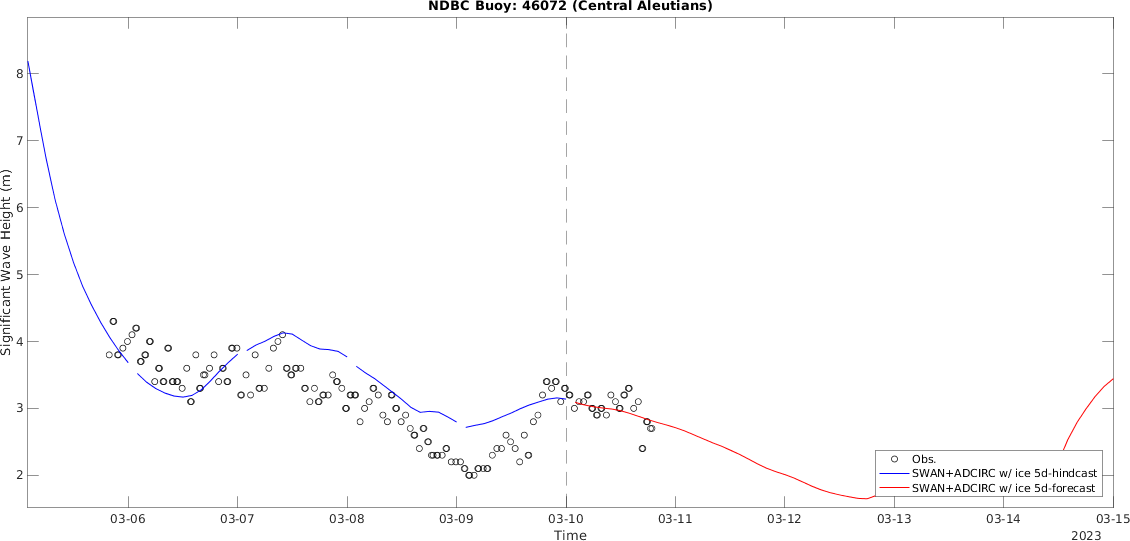 NDBC Buoy: 46072 (Central Aleutians)
Significant Wave Height (m)
8
7
6
5
4
3
2
Obs.
SWAN+ADCIRC w/ ice 5d-hindcast
SWAN+ADCIRC w/ ice 5d-forecast
03-06 03-07 03-08 03-09 03-10 03-11 03-12 03-13 03-14 03-15
Time
2023